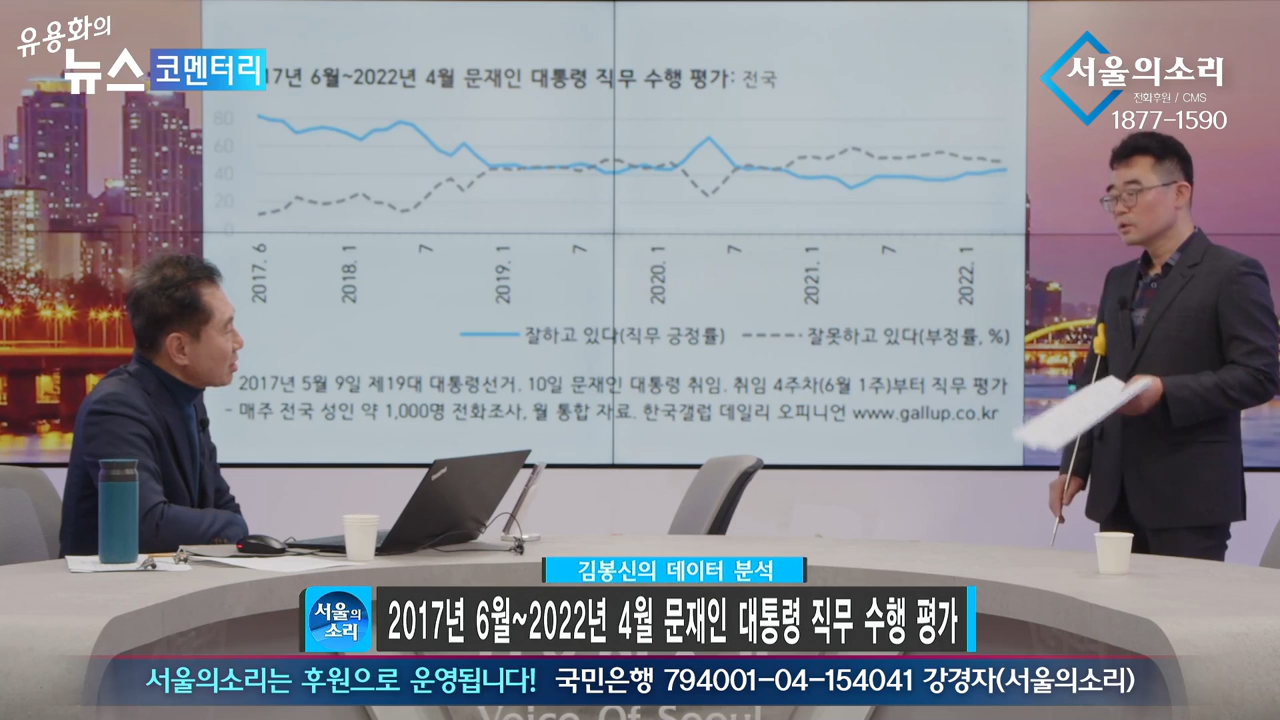 유용화의
뉴스 코멘터리
17년 6월~2022년 4월 문재인 대통령 직무 수행 평가: 전국
서울의소리
전화후원 / CMS
1877-1590
80
60
40
20
0
2017. 6
2018. 1
7
2019. 1
7
2020. 1
7
2021. 1
7
2022. 1
잘하고 있다(직무 긍정률)
잘못하고 있다(부정률, %)
2017년 5월 9일 제19대 대통령선거. 10일 문재인 대통령 취임. 취임 4주차(6월 1주)부터 직무 평가
- 매주 전국 성인 약 1,000명 전화조사, 월 통합 자료. 한국갤럽 데일리 오피니언 www.gallup.co.kr
김봉신의 데이터 분석
서울의
소리
2017년 6월~2022년 4월 문재인 대통령 직무 수행 평가
서울의소리는 후원으로 운영됩니다! 국민은행 794001-04-154041 강경자(서울의소리)
Voice Of Seoul